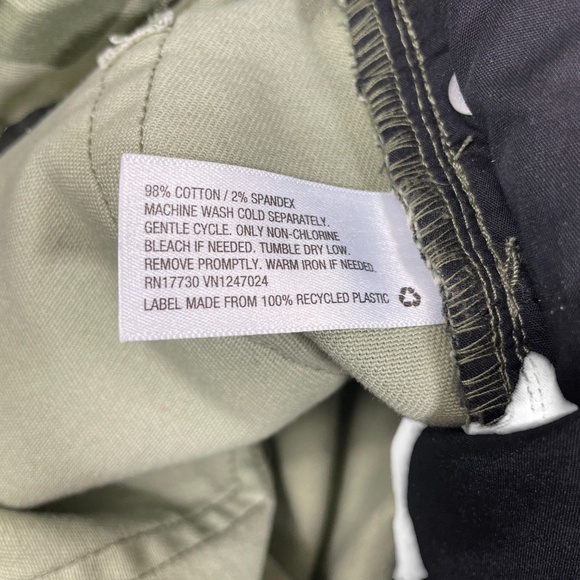 98% COTTON / 2% SPANDEX
MACHINE WASH COLD SEPARATELY.
GENTLE CYCLE. ONLY NON-CHLORINE
BLEACH IF NEEDED. TUMBLE DRY LOW.
REMOVE PROMPTLY. WARM IRON IF NEEDED.
RN17730 VN1247024
LABEL MADE FROM 100% RECYCLED PLASTIC